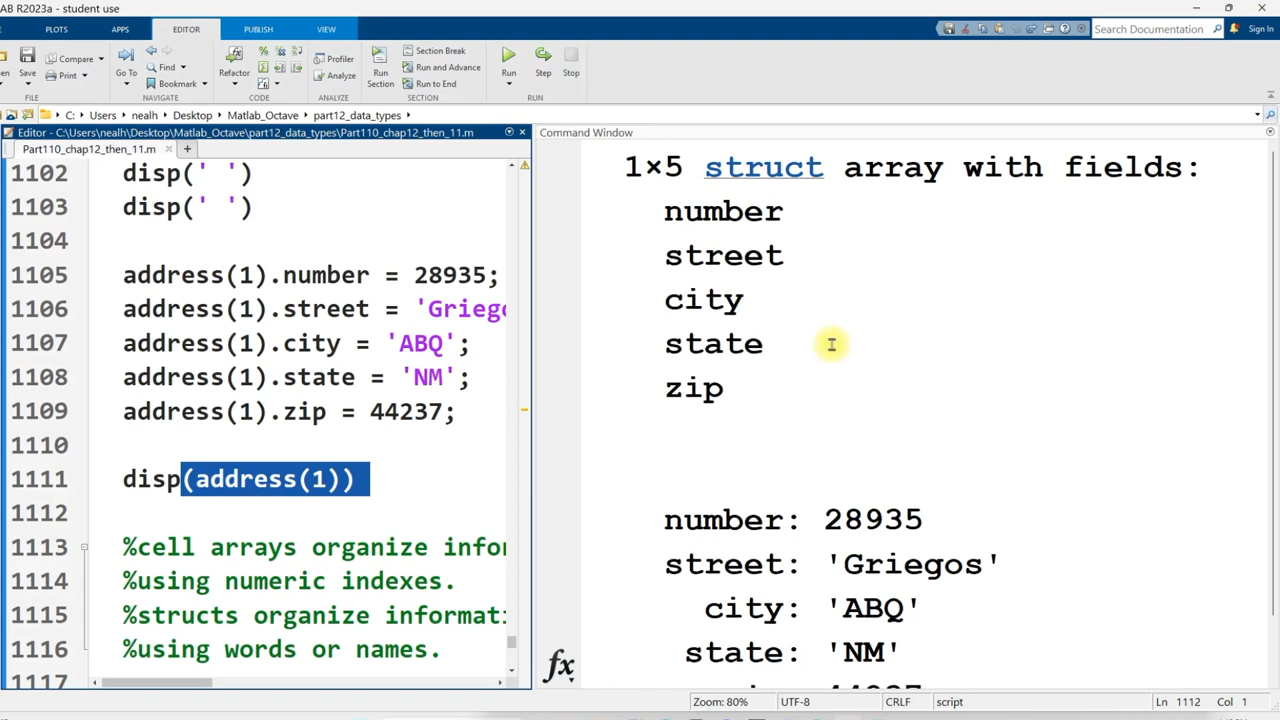 AB R2023a - student use
PLOTS APPS EDITOR PUBLISH VIEW Search Documentation Sign In
Save Compare Print Go To Find Bookmark Refactor Profiler Analyze Run Section Section Break Run and Advance Run to End Run Step Stop
FILE NAVIGATE CODE ANALYZE SECTION RUN
C: Users nealh Desktop Matlab_Octave part12_data_types
Editor - C:\Users\nealh\Desktop\Matlab_Octave\part12_data_types\Part110_chap12_then_11.m
Part110_chap12_then_11.m
1102 disp(' ')
1103 disp(' ')
1104
1105 address(1).number = 28935;
1106 address(1).street = 'Griegos
1107 address(1).city = 'ABQ';
1108 address(1).state = 'NM';
1109 address(1).zip = 44237;
1110
1111 disp(address(1))
1112
1113 %cell arrays organize infor
1114 %using numeric indexes.
1115 %structs organize informati
1116 %using words or names.
1117
Command Window
1×5 struct array with fields:
number
street
city
state
zip
number: 28935
street: 'Griegos'
city: 'ABQ'
state: 'NM'
fx
Zoom: 80% UTF-8 CRLF script Ln 1112 Col 1